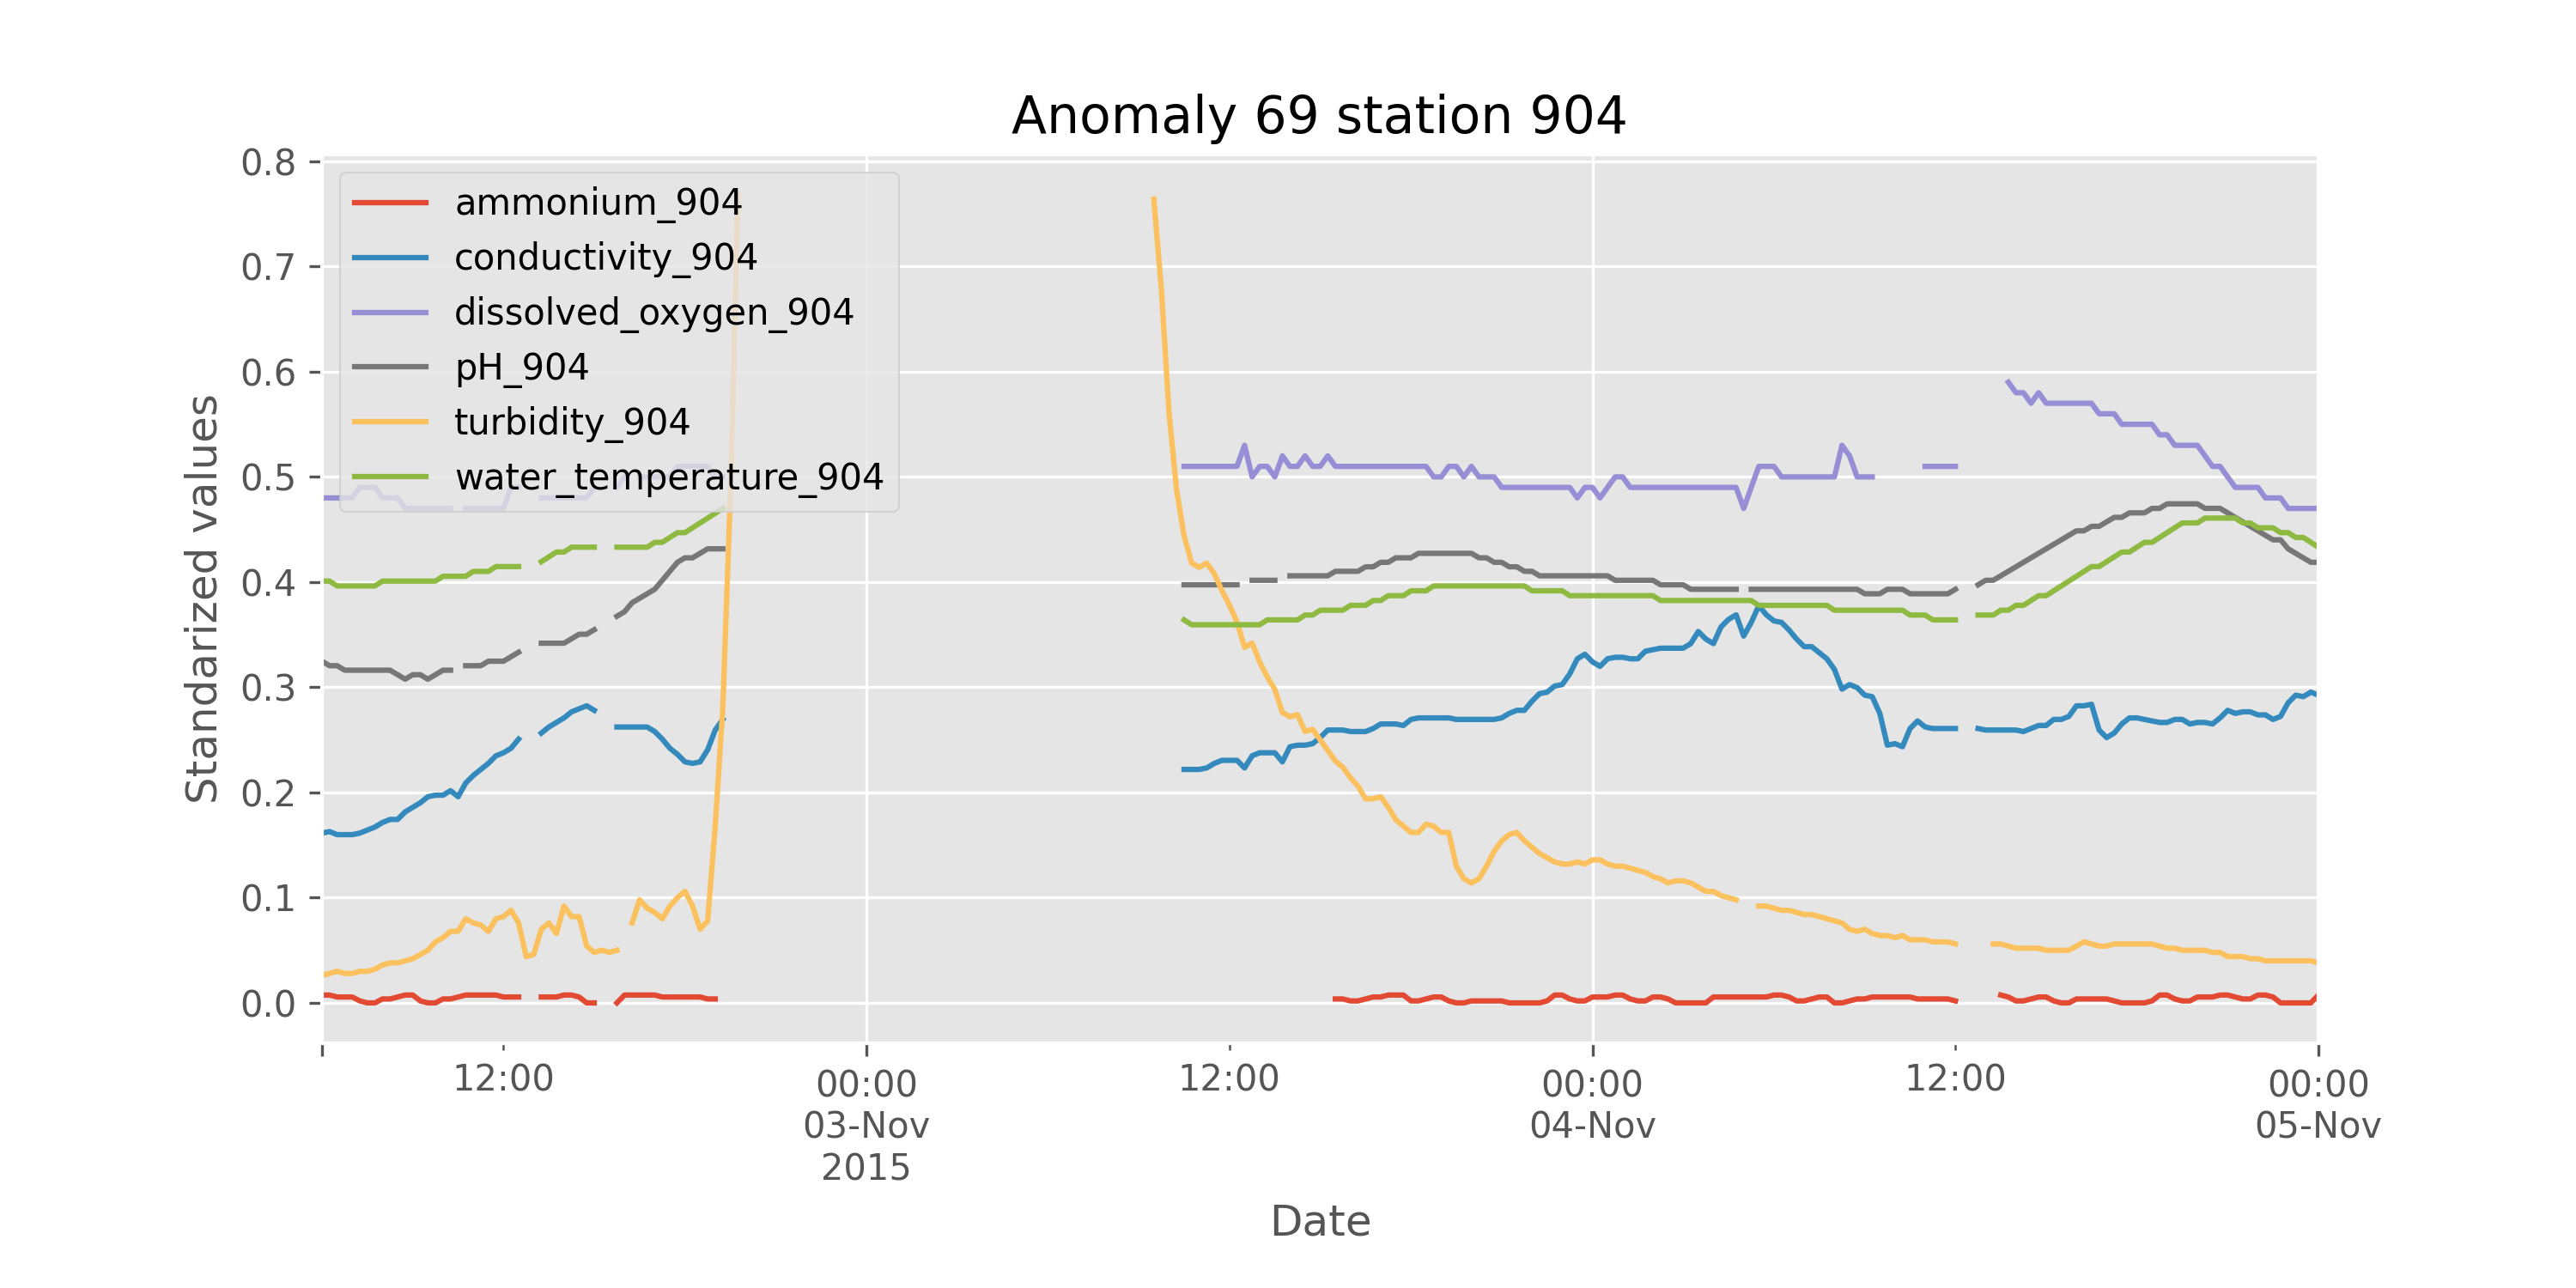 Anomaly 69 station 904
0.8
0.7
0.6
0.5
0.4
0.3
0.2
0.1
0.0
Standarized values
ammonium_904
conductivity_904
dissolved_oxygen_904
pH_904
turbidity_904
water_temperature_904
12:00
00:00
03-Nov
2015
12:00
00:00
04-Nov
12:00
00:00
05-Nov
Date